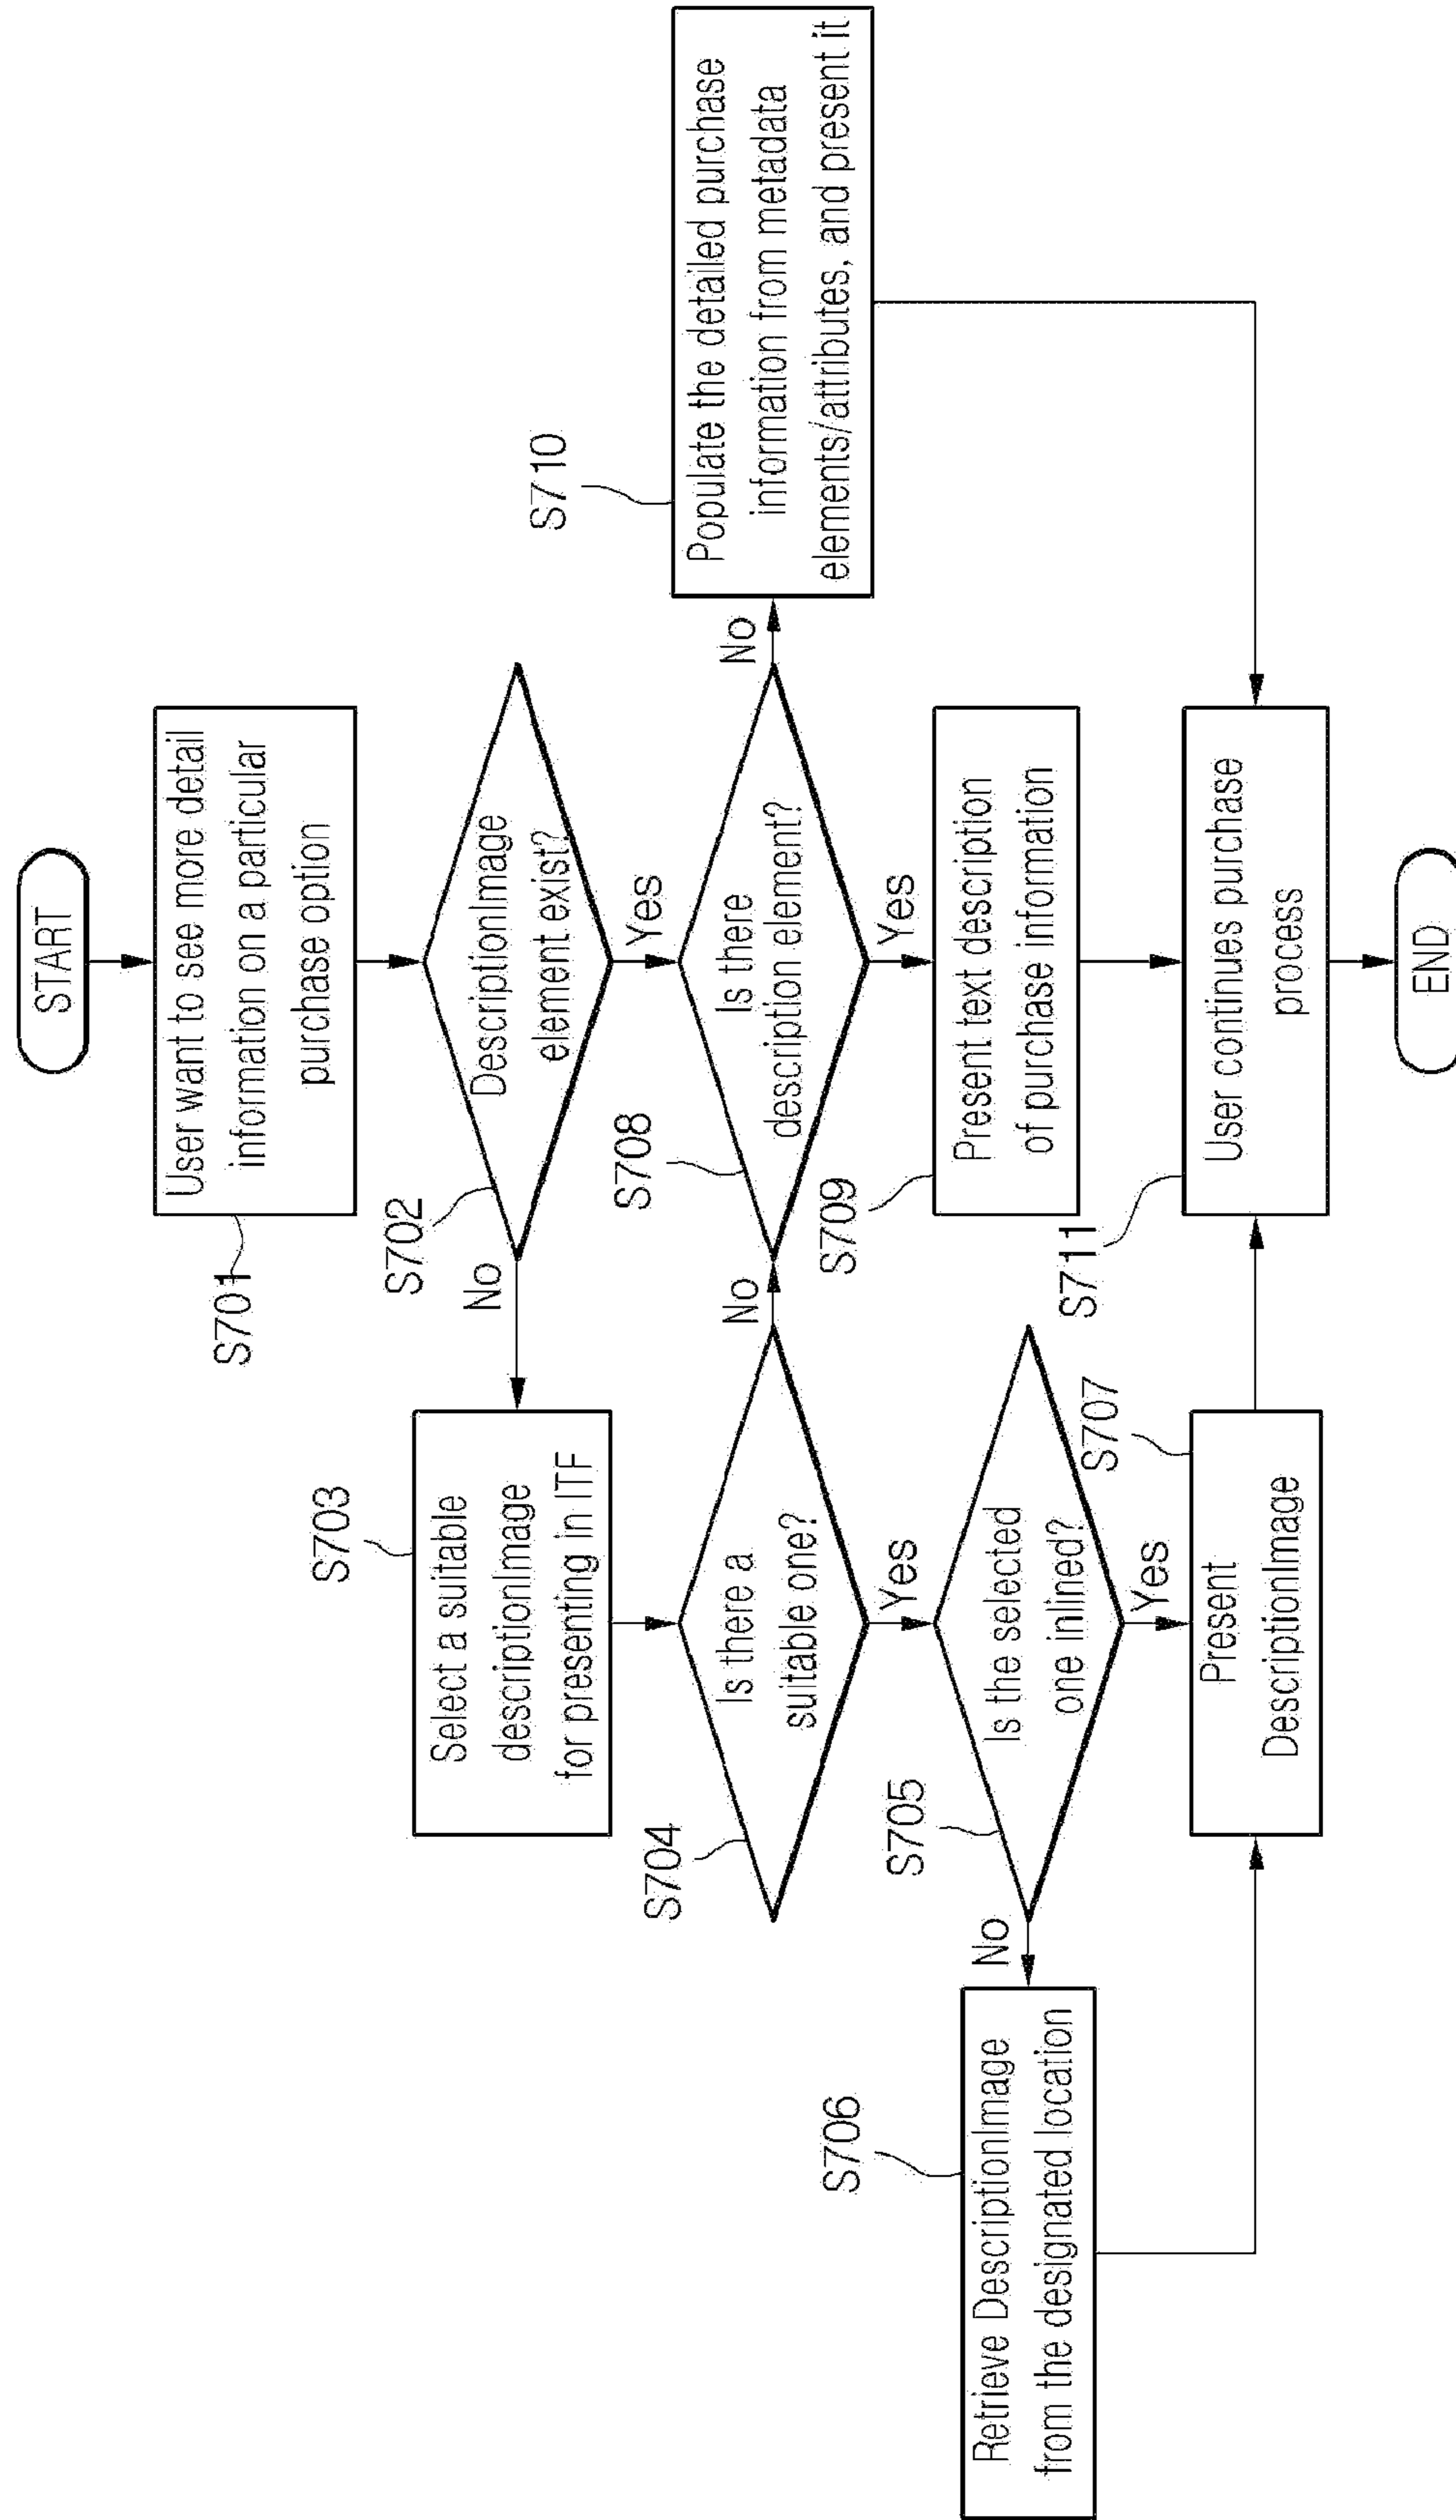 START
User want to see more detail
information on a particular
purchase option
S701
DescriptionImage
element exist?
S702
No
Yes
Select a suitable
descriptionImage
for presenting in ITF
S703
Is there a
suitable one?
S704
No
Yes
Is the selected
one inlined?
S705
No
Yes
Retrieve DescriptionImage
from the designated location
S706
Present
DescriptionImage
S707
Is there
description element?
S708
No
Yes
Present text description
of purchase information
S709
Populate the detailed purchase
information from metadata
elements/attributes, and present it
S710
User continues purchase
process
S711
END